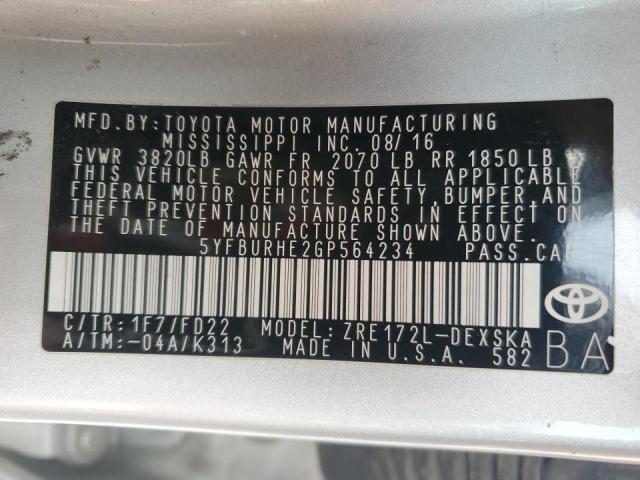 MFD.BY:TOYOTA MOTOR MANUFACTURING
MISSISSIPPI INC. 08/16
GVWR 3820LB GAWR FR 2070 LB RR 1850 LB
THIS VEHICLE CONFORMS TO ALL APPLICABLE
FEDERAL MOTOR VEHICLE SAFETY,BUMPER,AND
THEFT PREVENTION STANDARDS IN EFFECT ON
THE DATE OF MANUFACTURE SHOWN ABOVE.
5YFBURHE2GP564234 PASS.CAR
C/TR:1F7/FD22 MODEL:ZRE172L-DEXSKA
A/TM:-04A/K313 MADE IN U.S.A. 582
BA